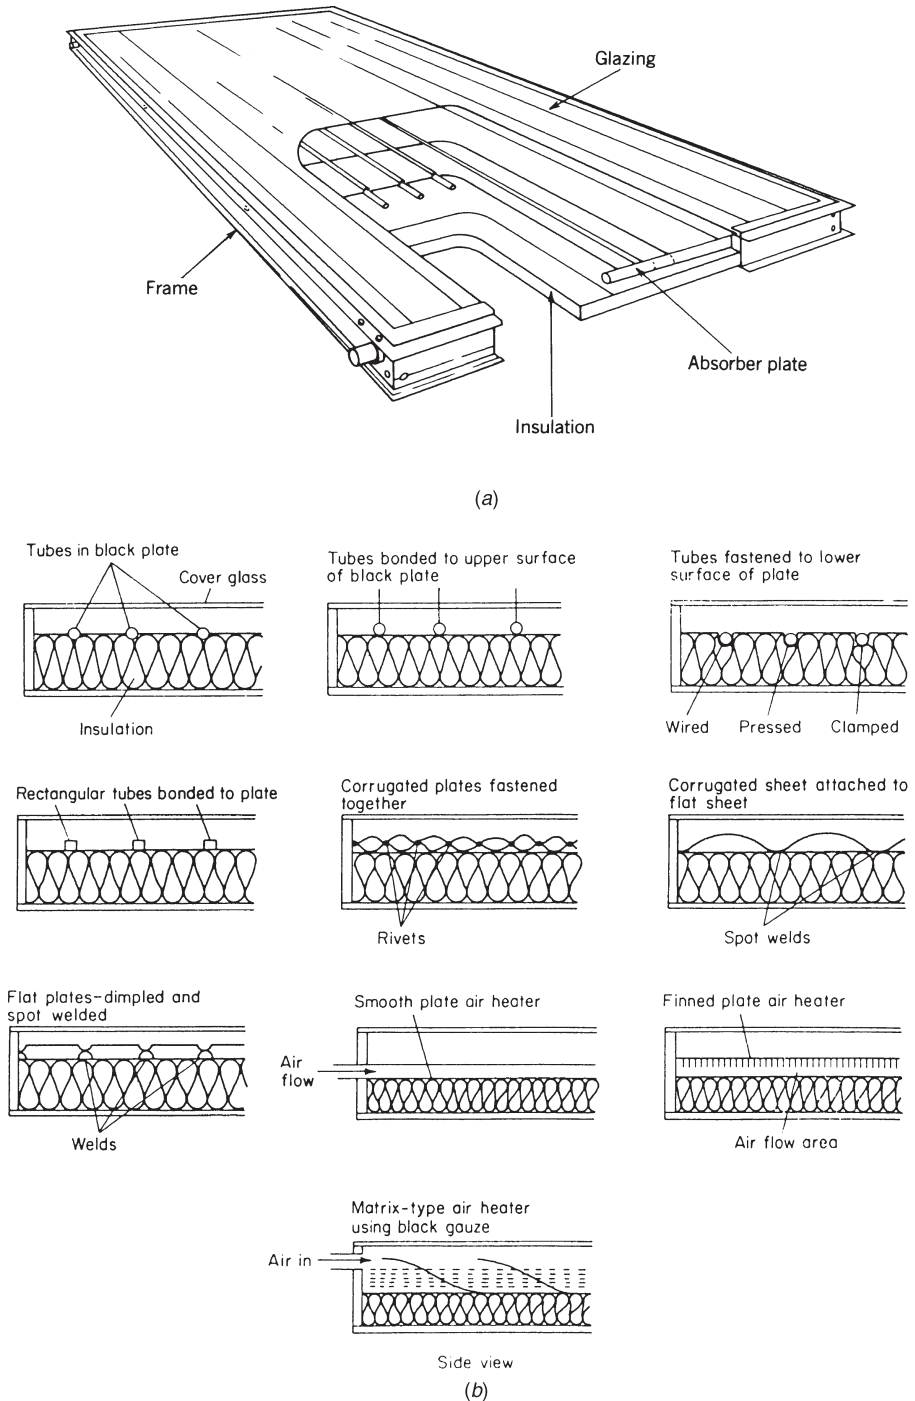 Glazing
Frame
Absorber plate
Insulation
(a)
Tubes in black plate
Cover glass
Insulation
Tubes bonded to upper surface
of black plate
Tubes fastened to lower
surface of plate
Wired
Pressed
Clamped
Rectangular tubes bonded to plate
Corrugated plates fastened
together
Rivets
Corrugated sheet attached to
flat sheet
Spot welds
Flat plates-dimpled and
spot welded
Welds
Smooth plate air heater
Air
flow
Finned plate air heater
Air flow area
Matrix-type air heater
using black gauze
Air in
Side view
(b)